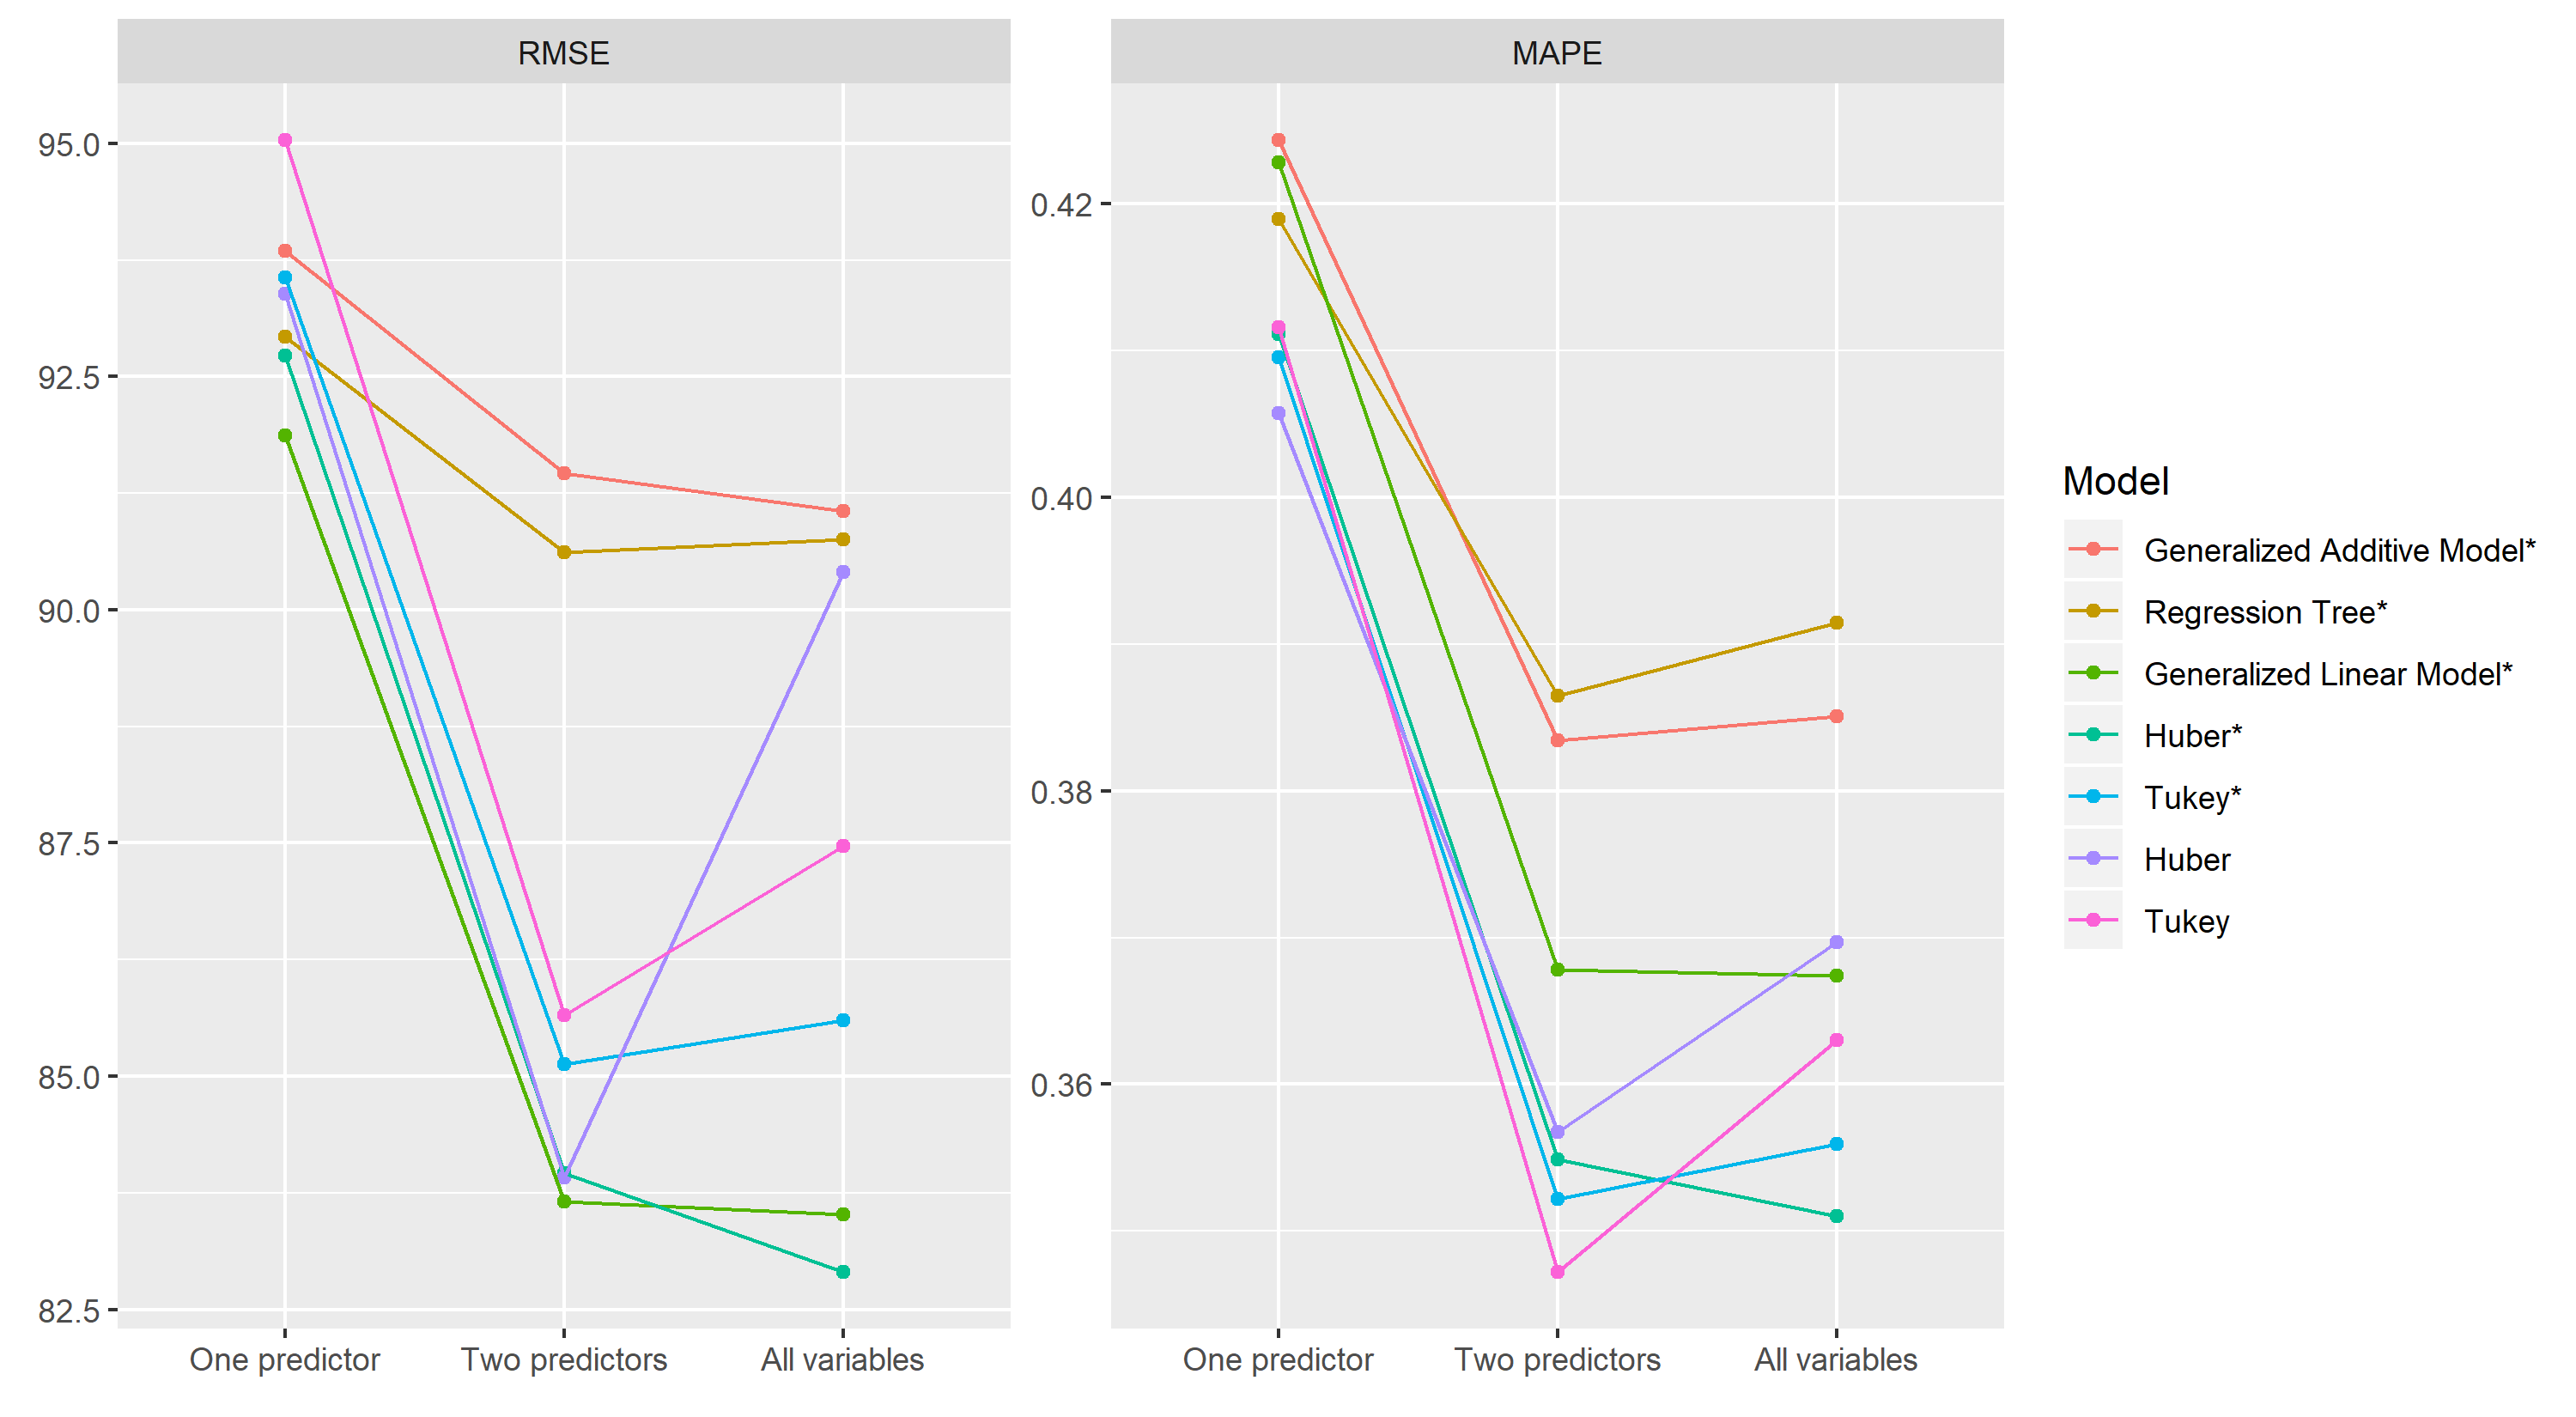 RMSE
MAPE
95.0
92.5
90.0
87.5
85.0
82.5
0.42
0.40
0.38
0.36
One predictor
Two predictors
All variables
One predictor
Two predictors
All variables
Model
Generalized Additive Model*
Regression Tree*
Generalized Linear Model*
Huber*
Tukey*
Huber
Tukey